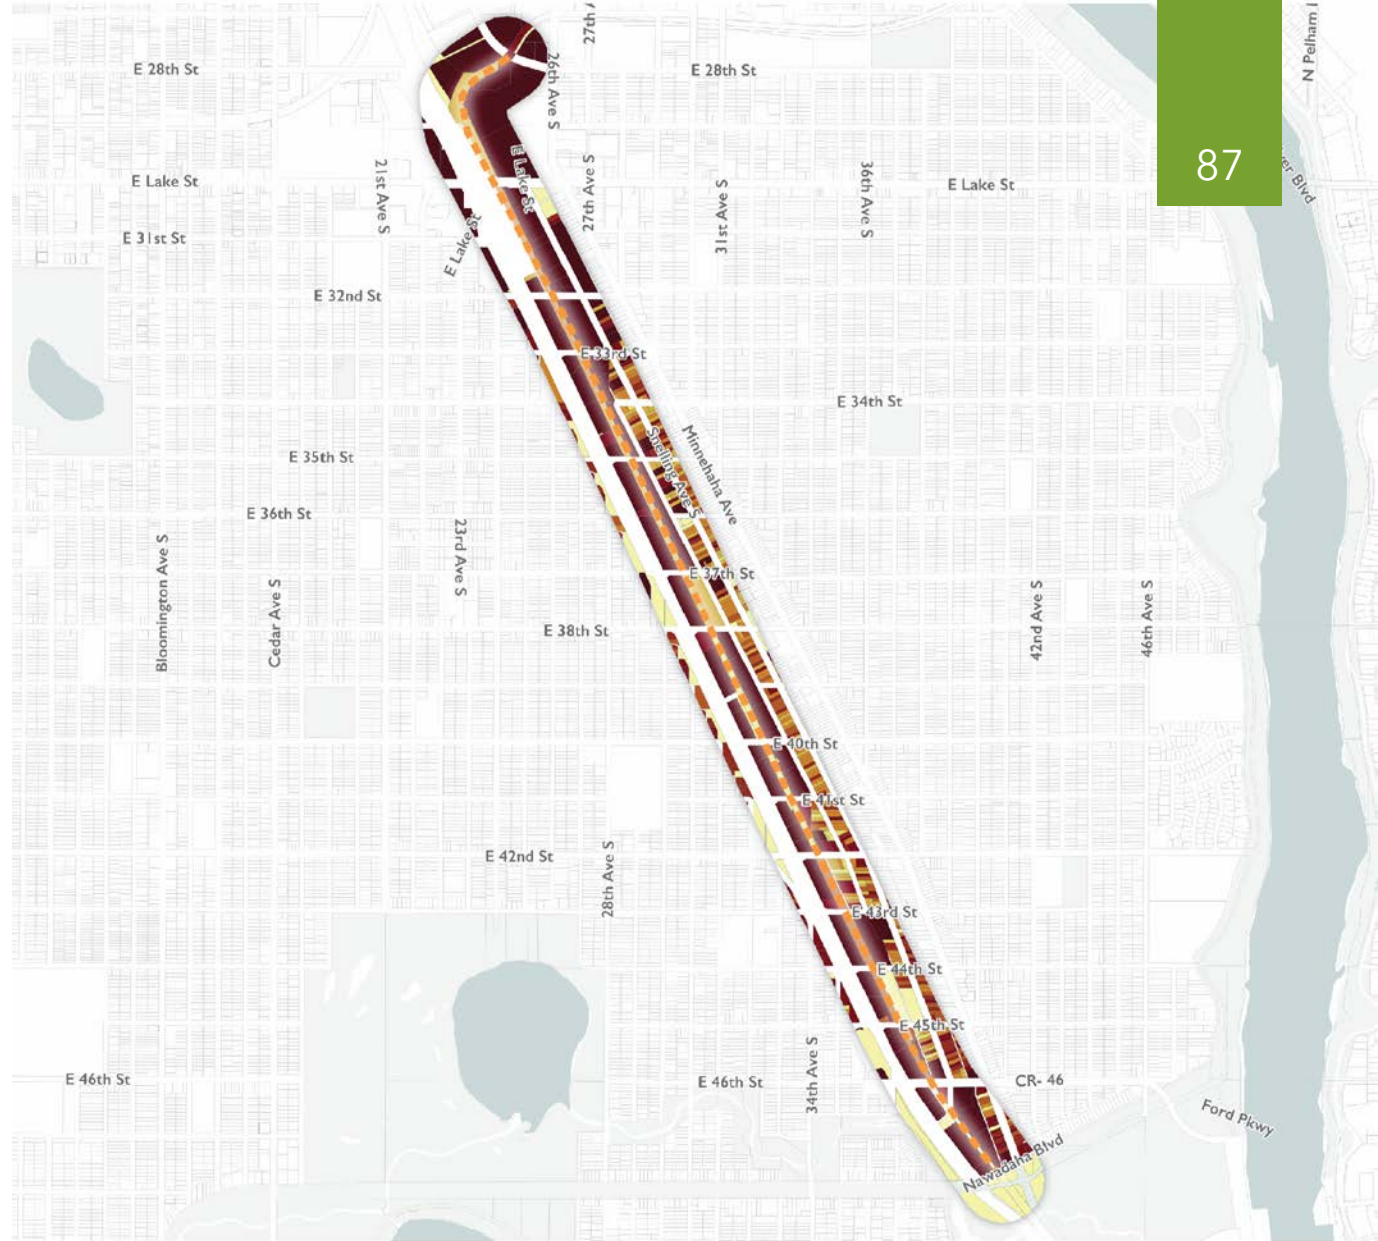 27th A
N Pelham
E 28th St
26th Ave S
E 28th St
87
E Lake St
21st Ave S
E Lake St
27th Ave S
31st Ave S
36th Ave S
E Lake St
ver Blvd
E 31st St
E Lake St
E 32nd St
E 33rd St
E 34th St
Minnehaha Ave
Snelling Ave S
E 35th St
E 36th St
23rd Ave S
Bloomington Ave S
Cedar Ave S
E 37th St
42nd Ave S
46th Ave S
E 38th St
E 40th St
E 41st St
28th Ave S
E 42nd St
E 43rd St
E 44th St
E 45th St
34th Ave S
E 46th St
E 46th St
CR- 46
Ford Pkwy
Nawadaha Blvd